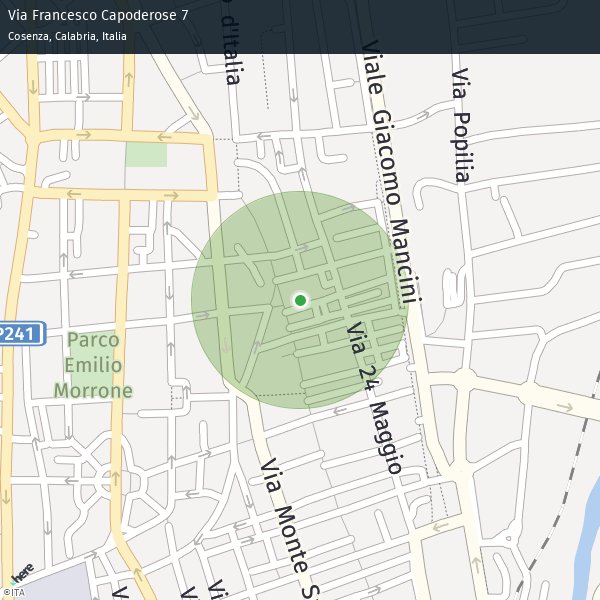 Via Francesco Capoderose 7
Cosenza, Calabria, Italia
d'Italia
Viale Giacomo Mancini
Via Popilia
P241
Parco
Emilio
Morrone
Via 24 Maggio
Via Monte S
here
©ITA